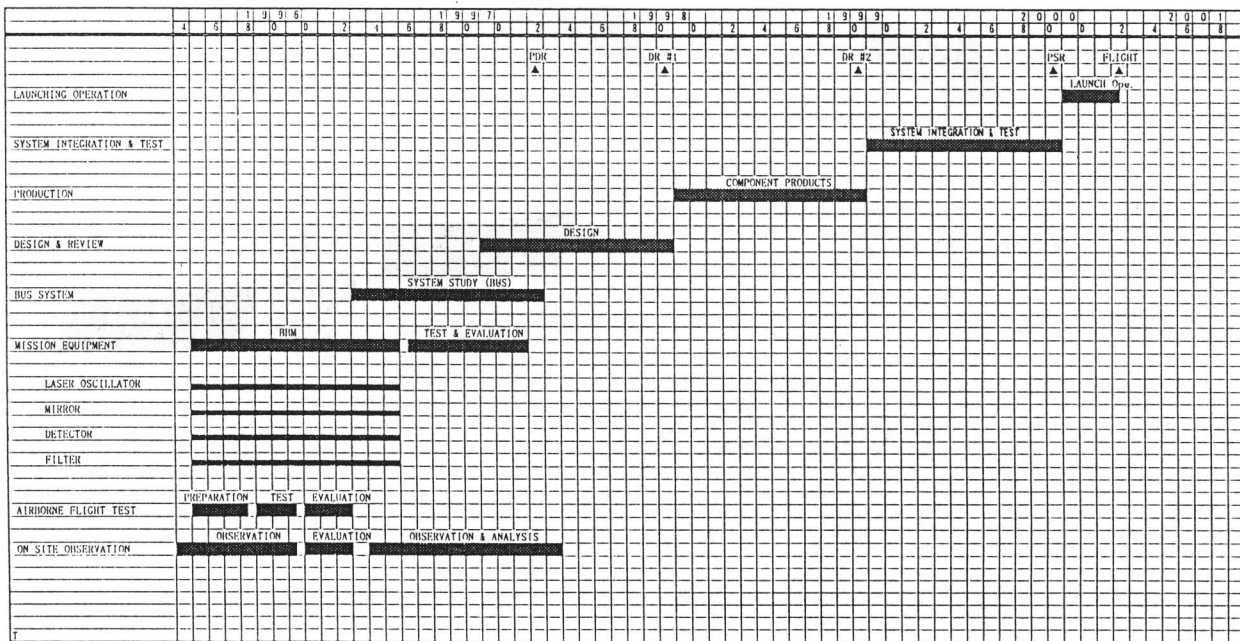 1 9 9 6 1 9 9 7 1 9 9 8 1 9 9 9 2 0 0 0 2 0 0 1
4 6 8 0 2 4 6 8 0 2 4 6 8 0 2 4 6 8 0 2 4 6 8 0 2 4 6 8
PDR DR #1 DR #2 PSR FLIGHT
LAUNCH Ope.
LAUNCHING OPERATION
SYSTEM INTEGRATION & TEST
SYSTEM INTEGRATION & TEST
COMPONENT PRODUCTS
PRODUCTION
DESIGN
DESIGN & REVIEW
SYSTEM STUDY (BUS)
BUS SYSTEM
BBM TEST & EVALUATION
MISSION EQUIPMENT
LASER OSCILLATOR
MIRROR
DETECTOR
FILTER
PREPARATION TEST EVALUATION
AIRBORNE FLIGHT TEST
OBSERVATION EVALUATION OBSERVATION & ANALYSIS
ON SITE OBSERVATION
T